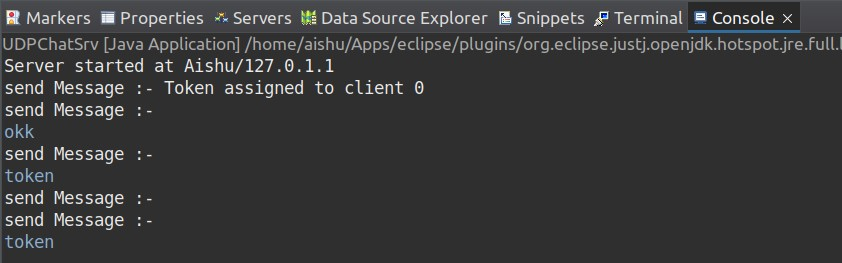 Markers Properties Servers Data Source Explorer Snippets Terminal Console
UDPChatSrv [Java Application] /home/aishu/Apps/eclipse/plugins/org.eclipse.justj.openjdk.hotspot.jre.full.l
Server started at Aishu/127.0.1.1
send Message :- Token assigned to client 0
send Message :-
okk
send Message :-
token
send Message :-
send Message :-
token